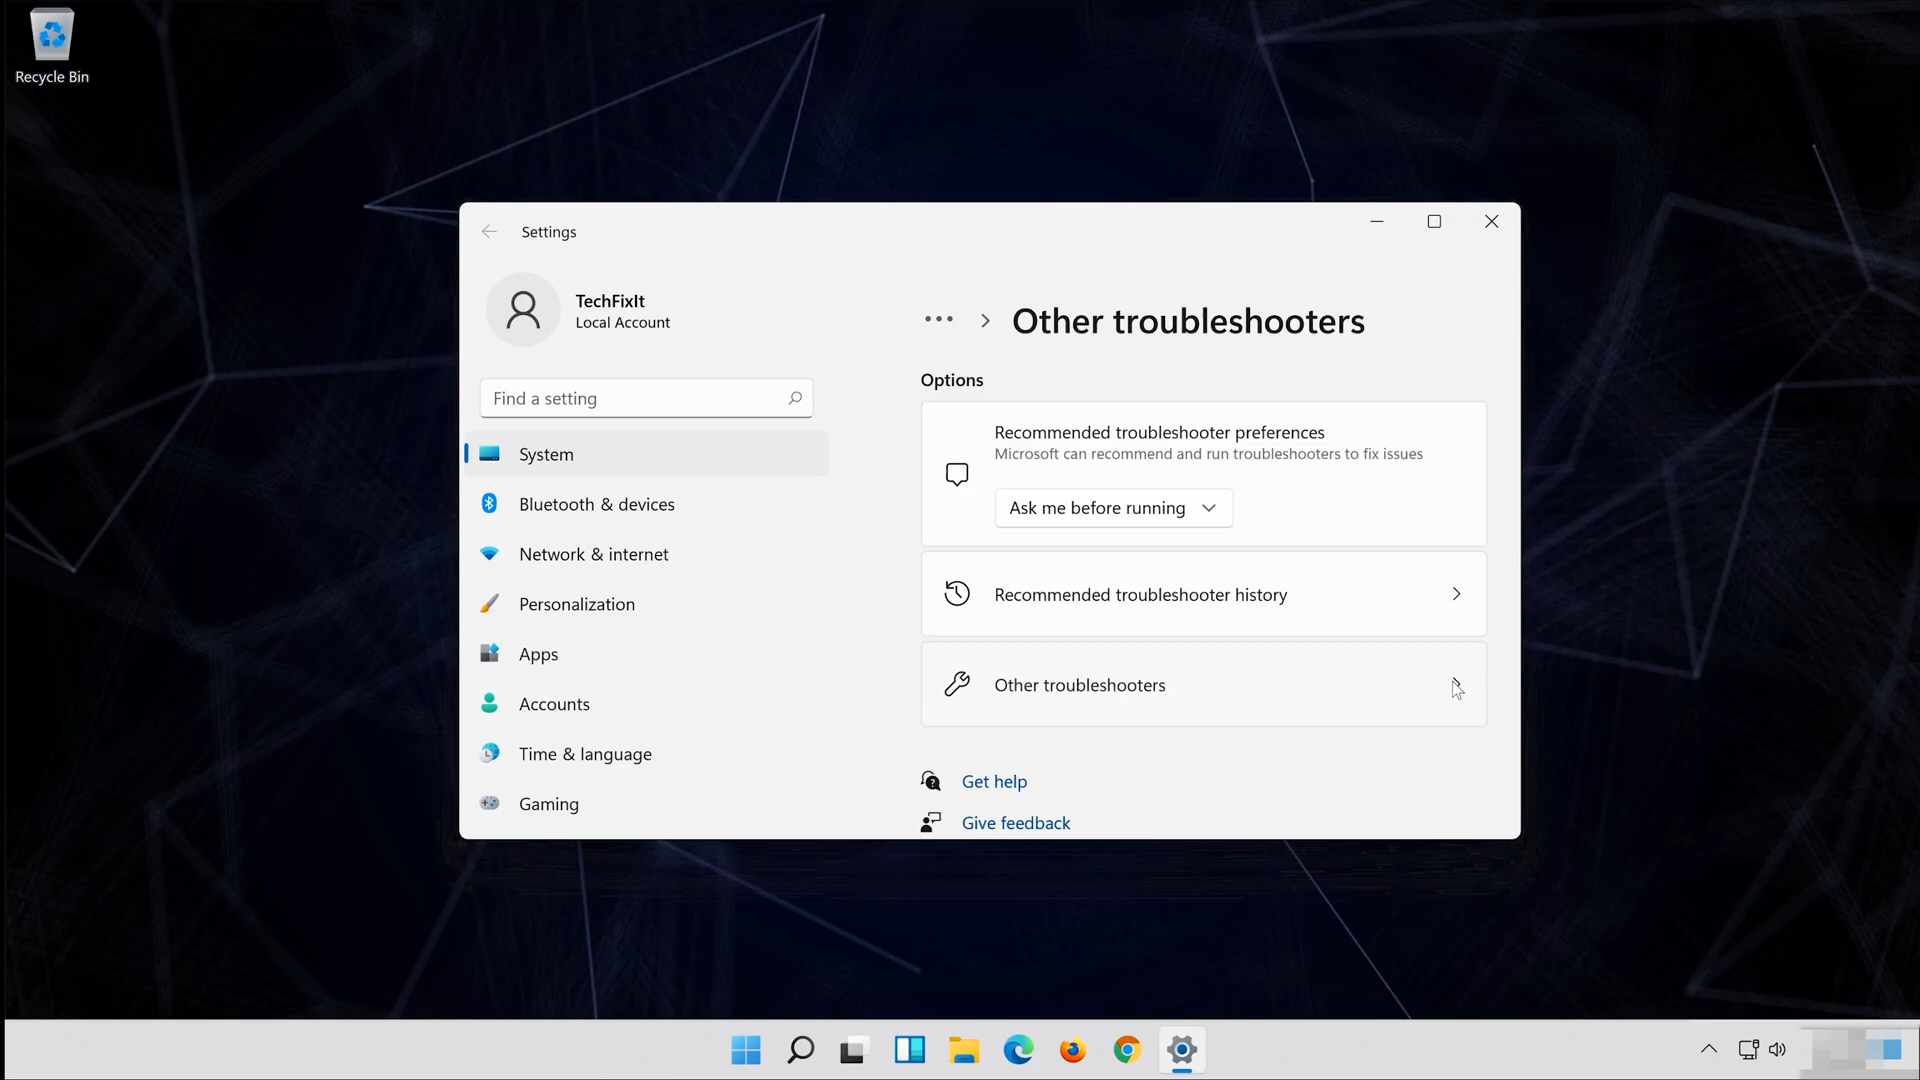 Recycle Bin
Settings
TechFixIt
Local Account
Find a setting
System
Bluetooth & devices
Network & internet
Personalization
Apps
Accounts
Time & language
Gaming
Other troubleshooters
Options
Recommended troubleshooter preferences
Microsoft can recommend and run troubleshooters to fix issues
Ask me before running
Recommended troubleshooter history
Other troubleshooters
Get help
Give feedback